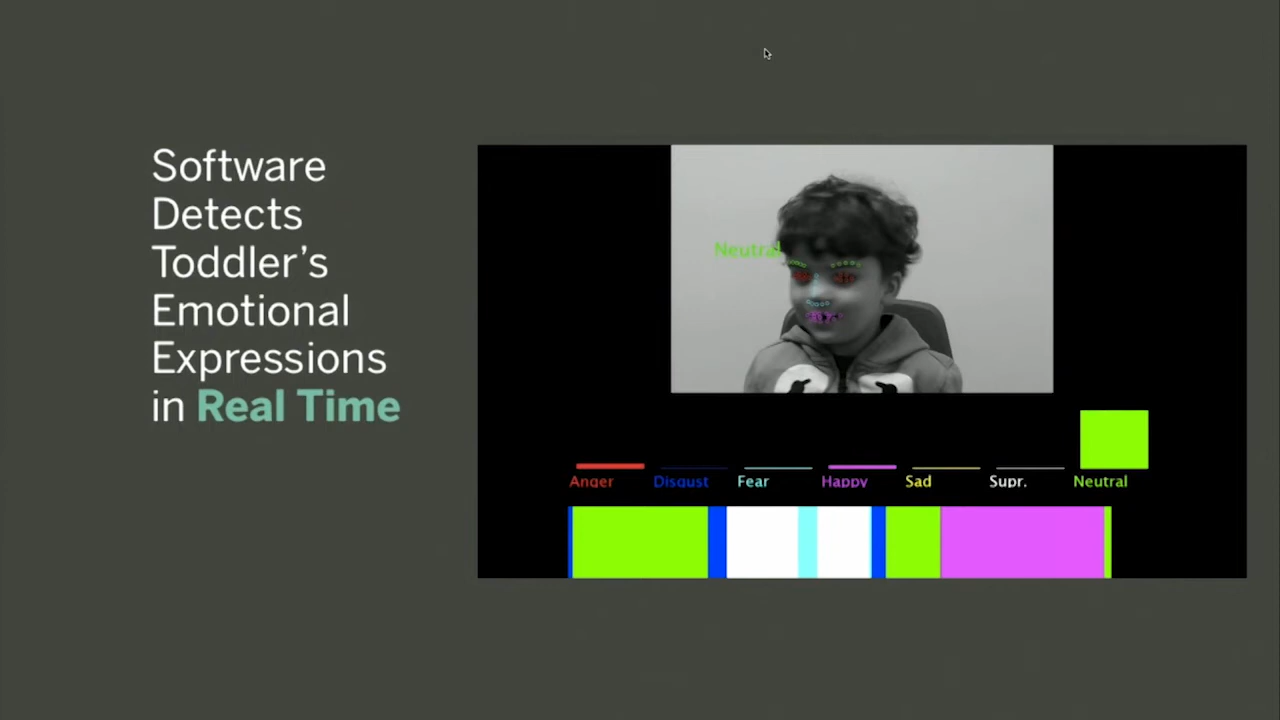 Software
Detects
Toddler's
Emotional
Expressions
in Real Time
Neutral
Anger Disgust Fear Happy Sad Supr. Neutral